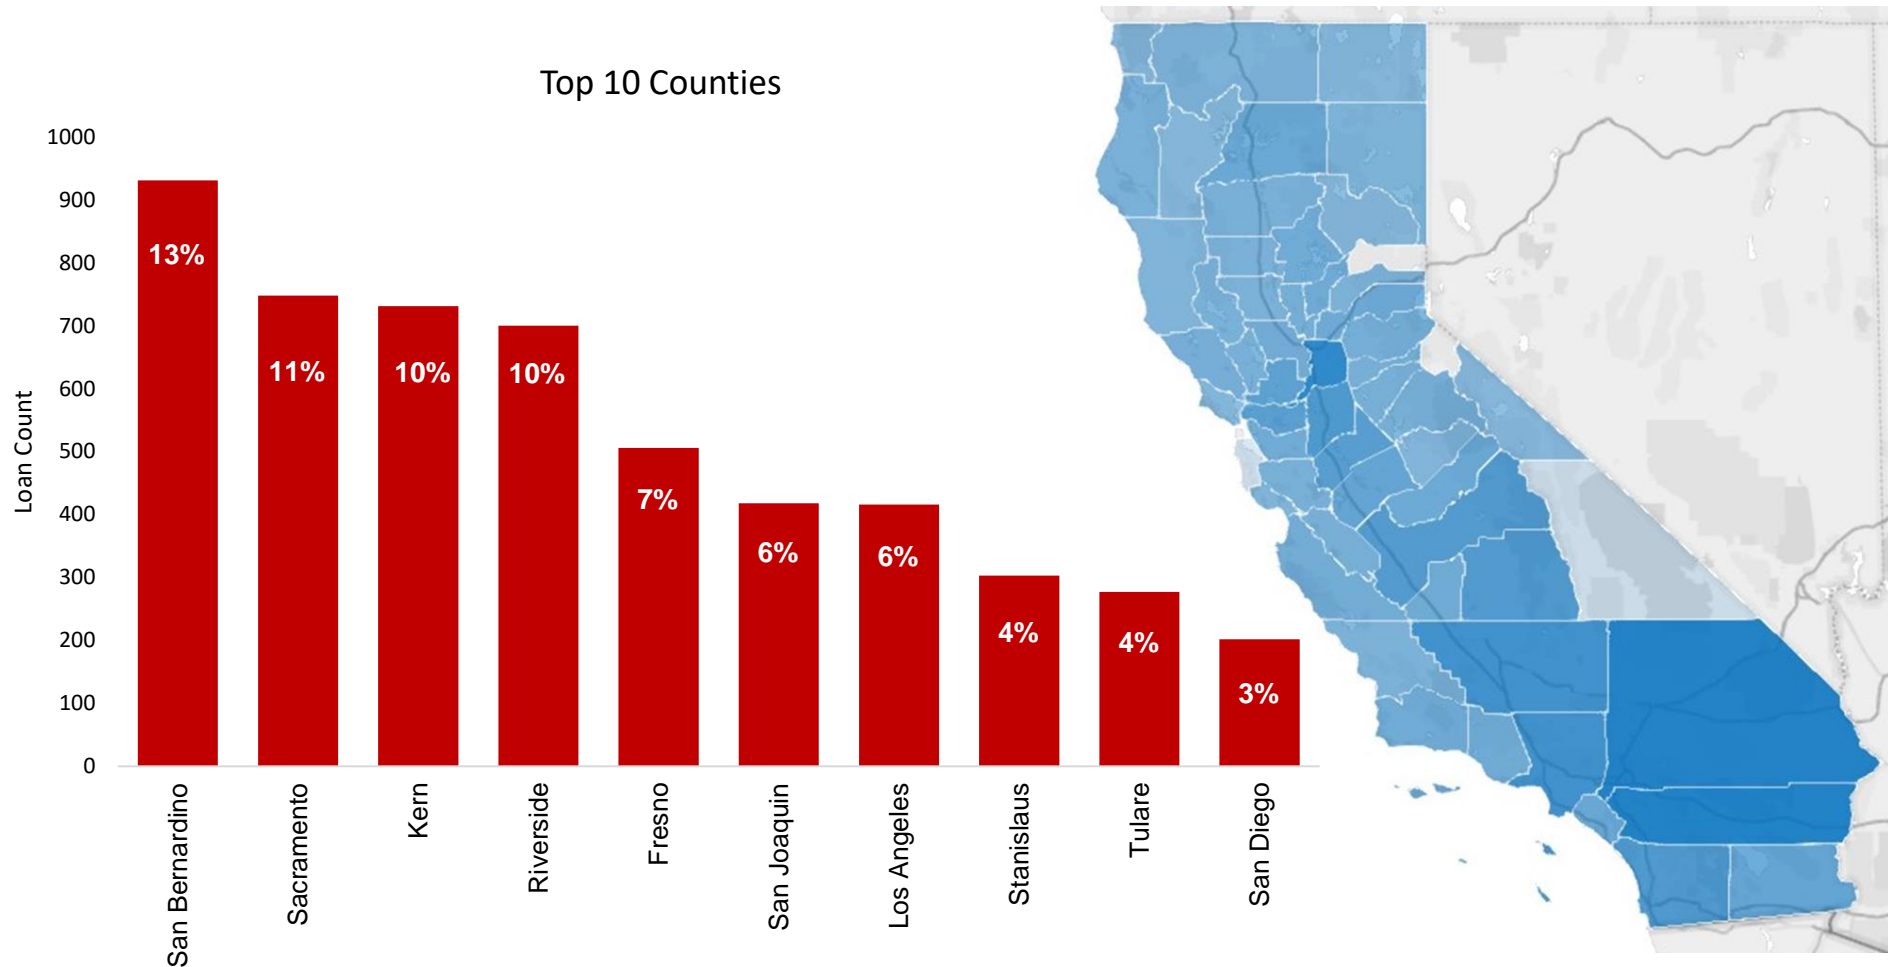 Top 10 Counties
Loan Count
1000
900
800
700
600
500
400
300
200
100
0
13%
11%
10%
10%
7%
6%
6%
4%
4%
3%
San Bernardino
Sacramento
Kern
Riverside
Fresno
San Joaquin
Los Angeles
Stanislaus
Tulare
San Diego